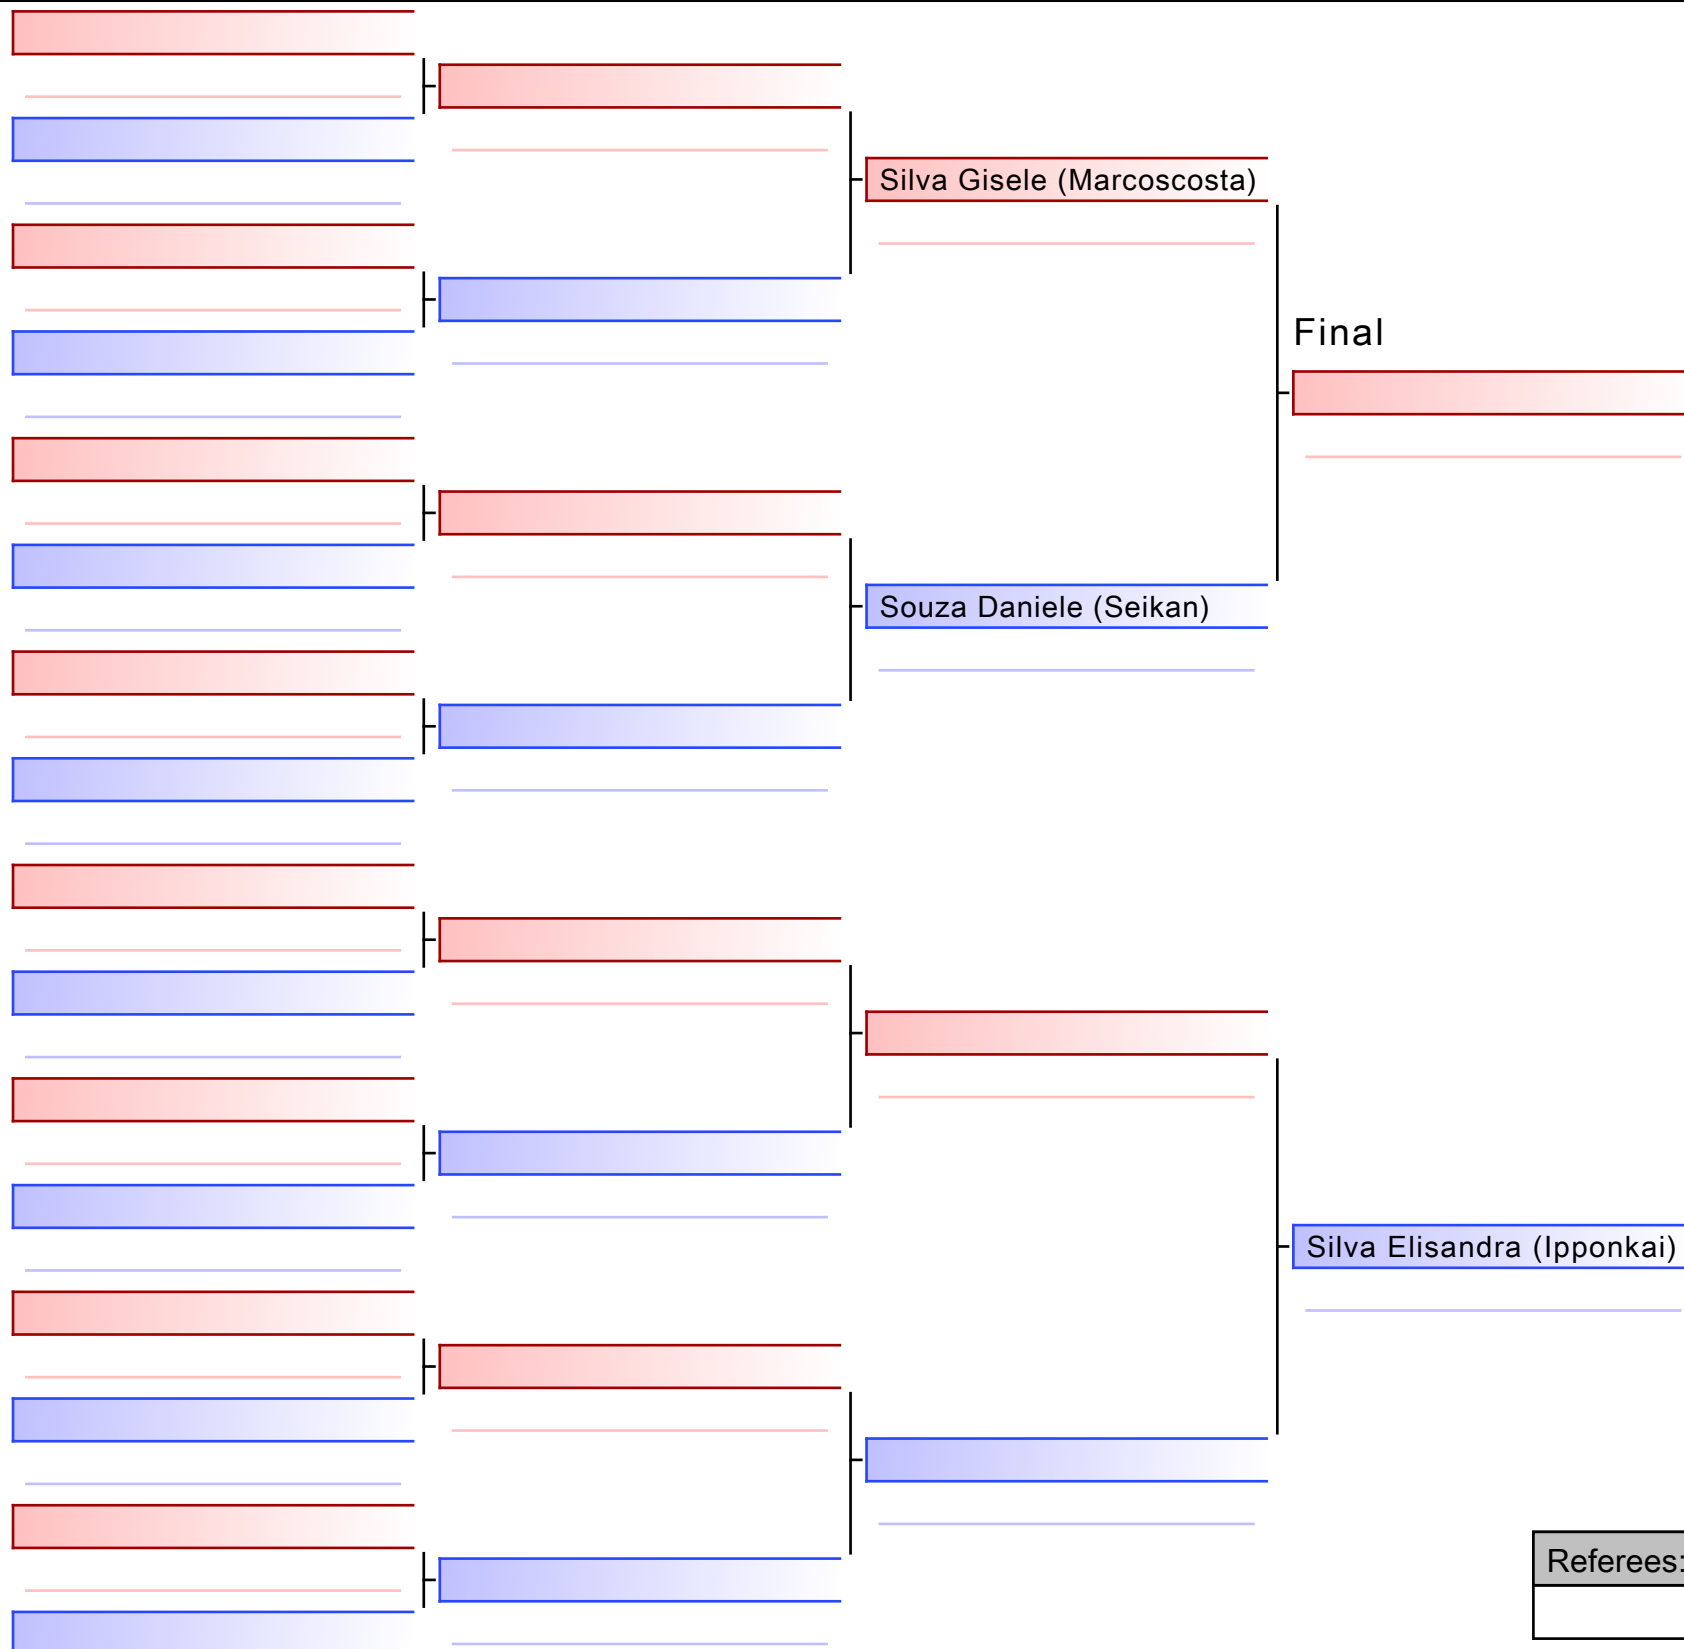 Silva Gisele (Marcoscosta)
Final
Souza Daniele (Seikan)
Silva Elisandra (Ipponkai)
Referees: